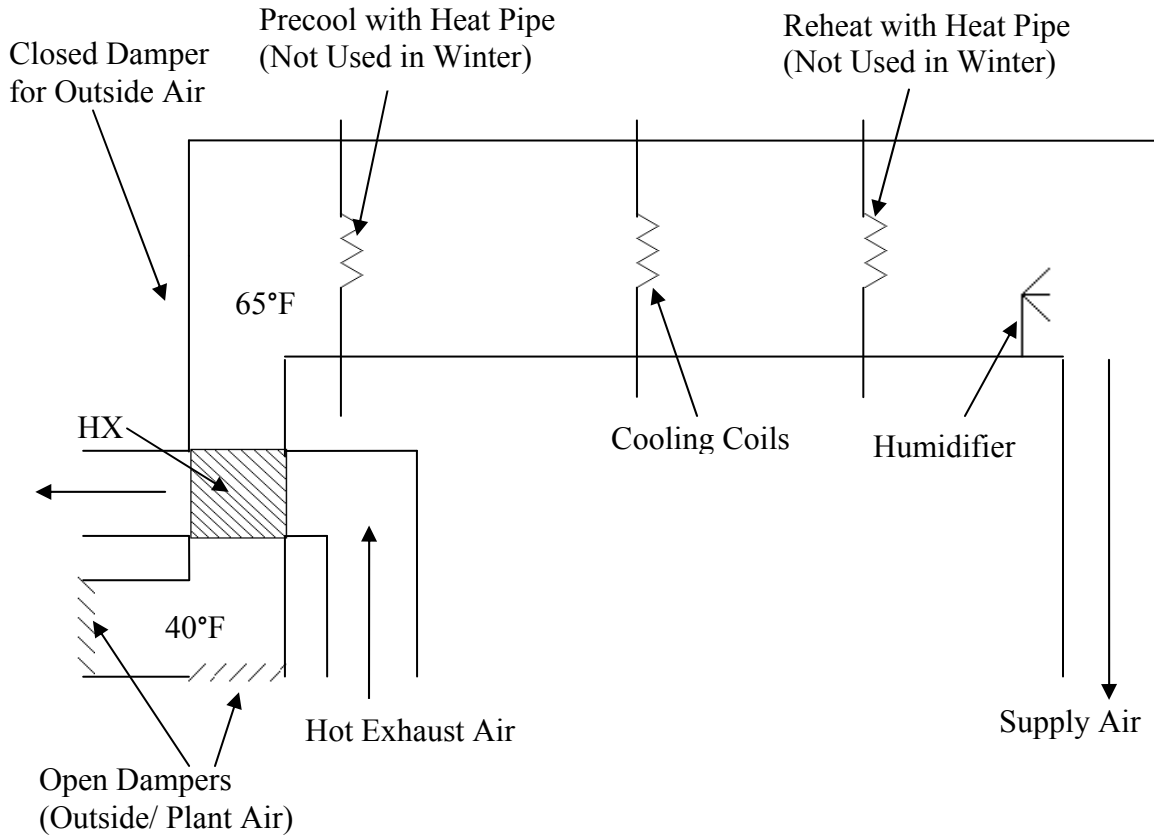 Precool with Heat Pipe
(Not Used in Winter)
Reheat with Heat Pipe
(Not Used in Winter)
Closed Damper
for Outside Air
65°F
HX
Cooling Coils
Humidifier
40°F
Hot Exhaust Air
Supply Air
Open Dampers
(Outside/ Plant Air)